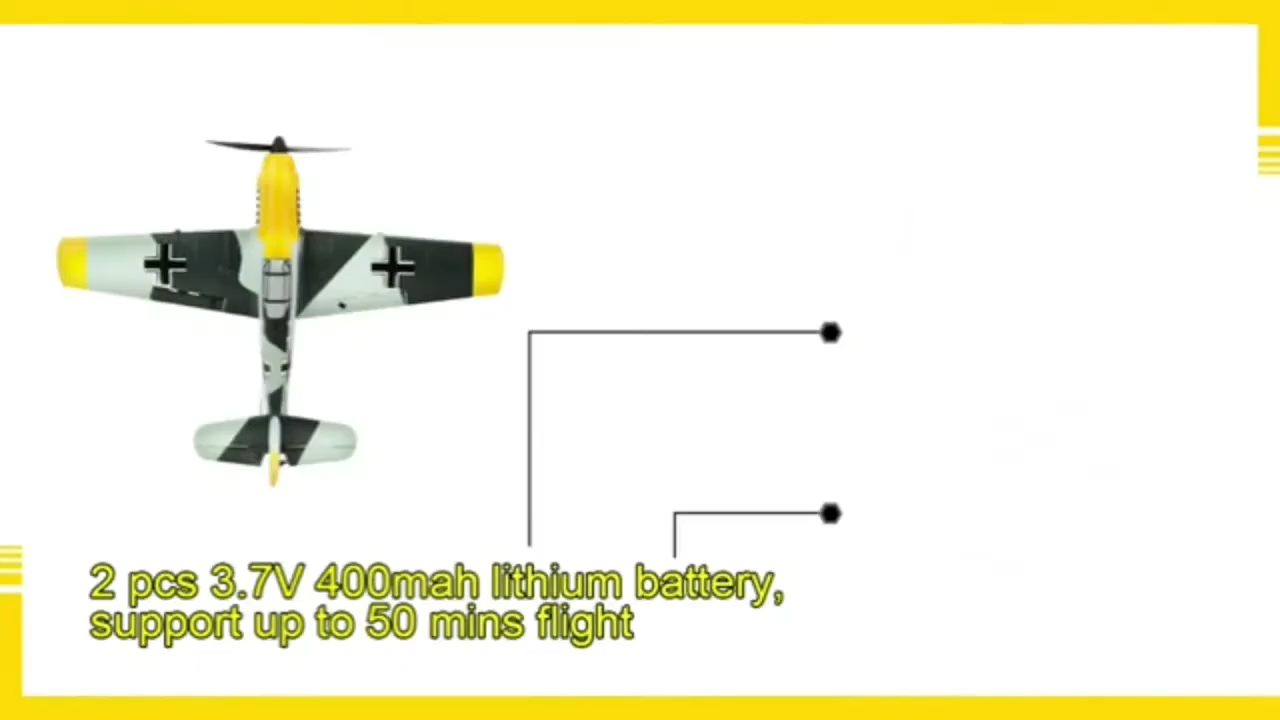 2 pcs 3.7V 400mah lithium battery,
support up to 50 mins flight